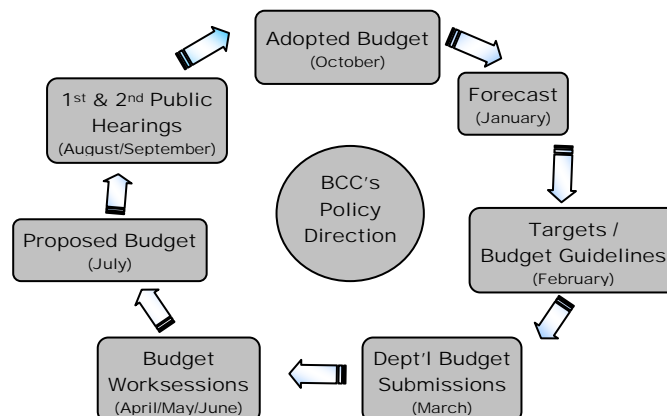 Adopted Budget
(October)
Forecast
(January)
Targets /
Budget Guidelines
(February)
Dept'l Budget
Submissions
(March)
Budget
Worksessions
(April/May/June)
Proposed Budget
(July)
1st & 2nd Public
Hearings
(August/September)
BCC's
Policy
Direction